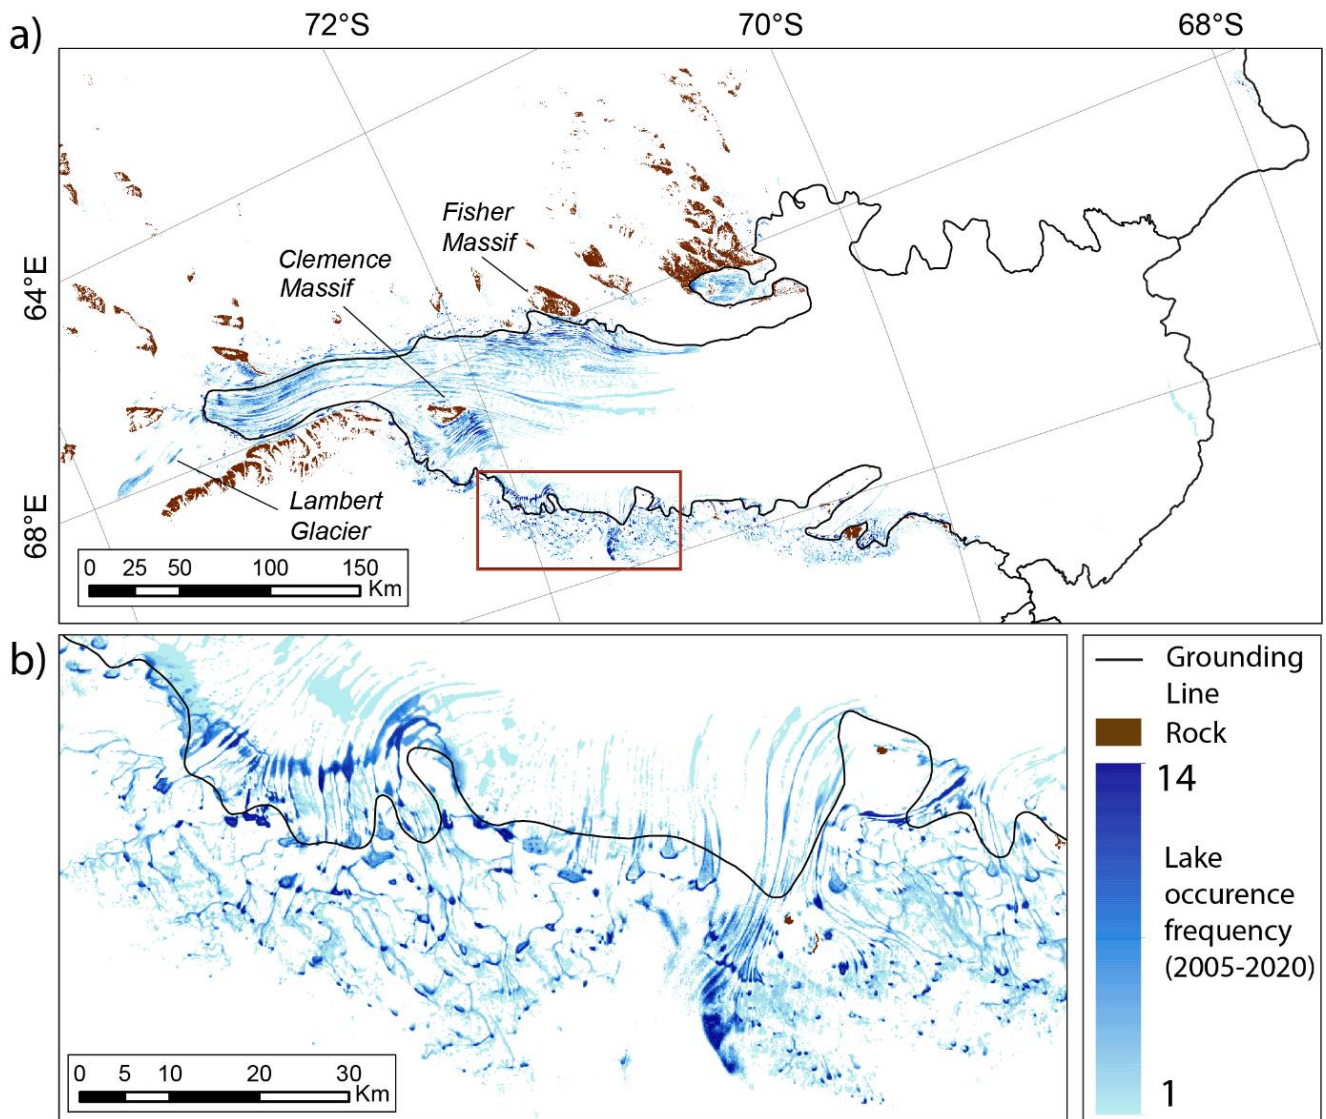 a)
72°S
70°S
68°S
64°E
68°E
Fisher
Massif
Clemence
Massif
Lambert
Glacier
0 25 50 100 150
Km
b)
0 5 10 20 30
Km
Grounding
Line
Rock
14
Lake
occurence
frequency
(2005-2020)
1